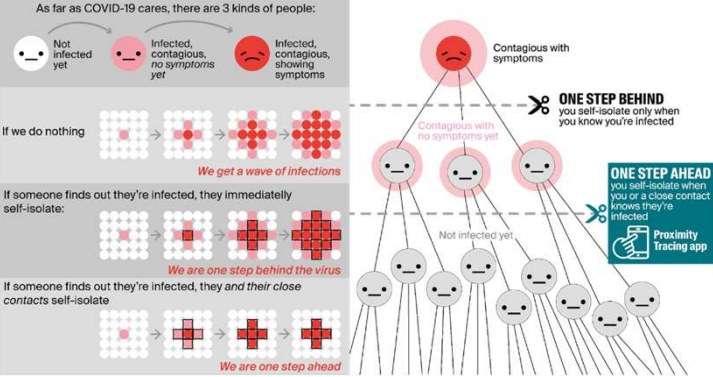 As far as COVID-19 cares, there are 3 kinds of people:
Not
infected
yet
Infected,
contagious,
no symptoms
yet
Infected,
contagious,
showing
symptoms
If we do nothing
We get a wave of infections
If someone finds out they're infected, they immediatelly
self-isolate:
We are one step behind the virus
If someone finds out they're infected, they and their close
contacts self-isolate
We are one step ahead
Contagious with
symptoms
ONE STEP BEHIND
you self-isolate only when
you know you're infected
Contagious with
no symptoms yet
ONE STEP AHEAD
you self-isolate when
you or a close contact
knows they're
infected
Proximity
Tracing app
Not infected yet